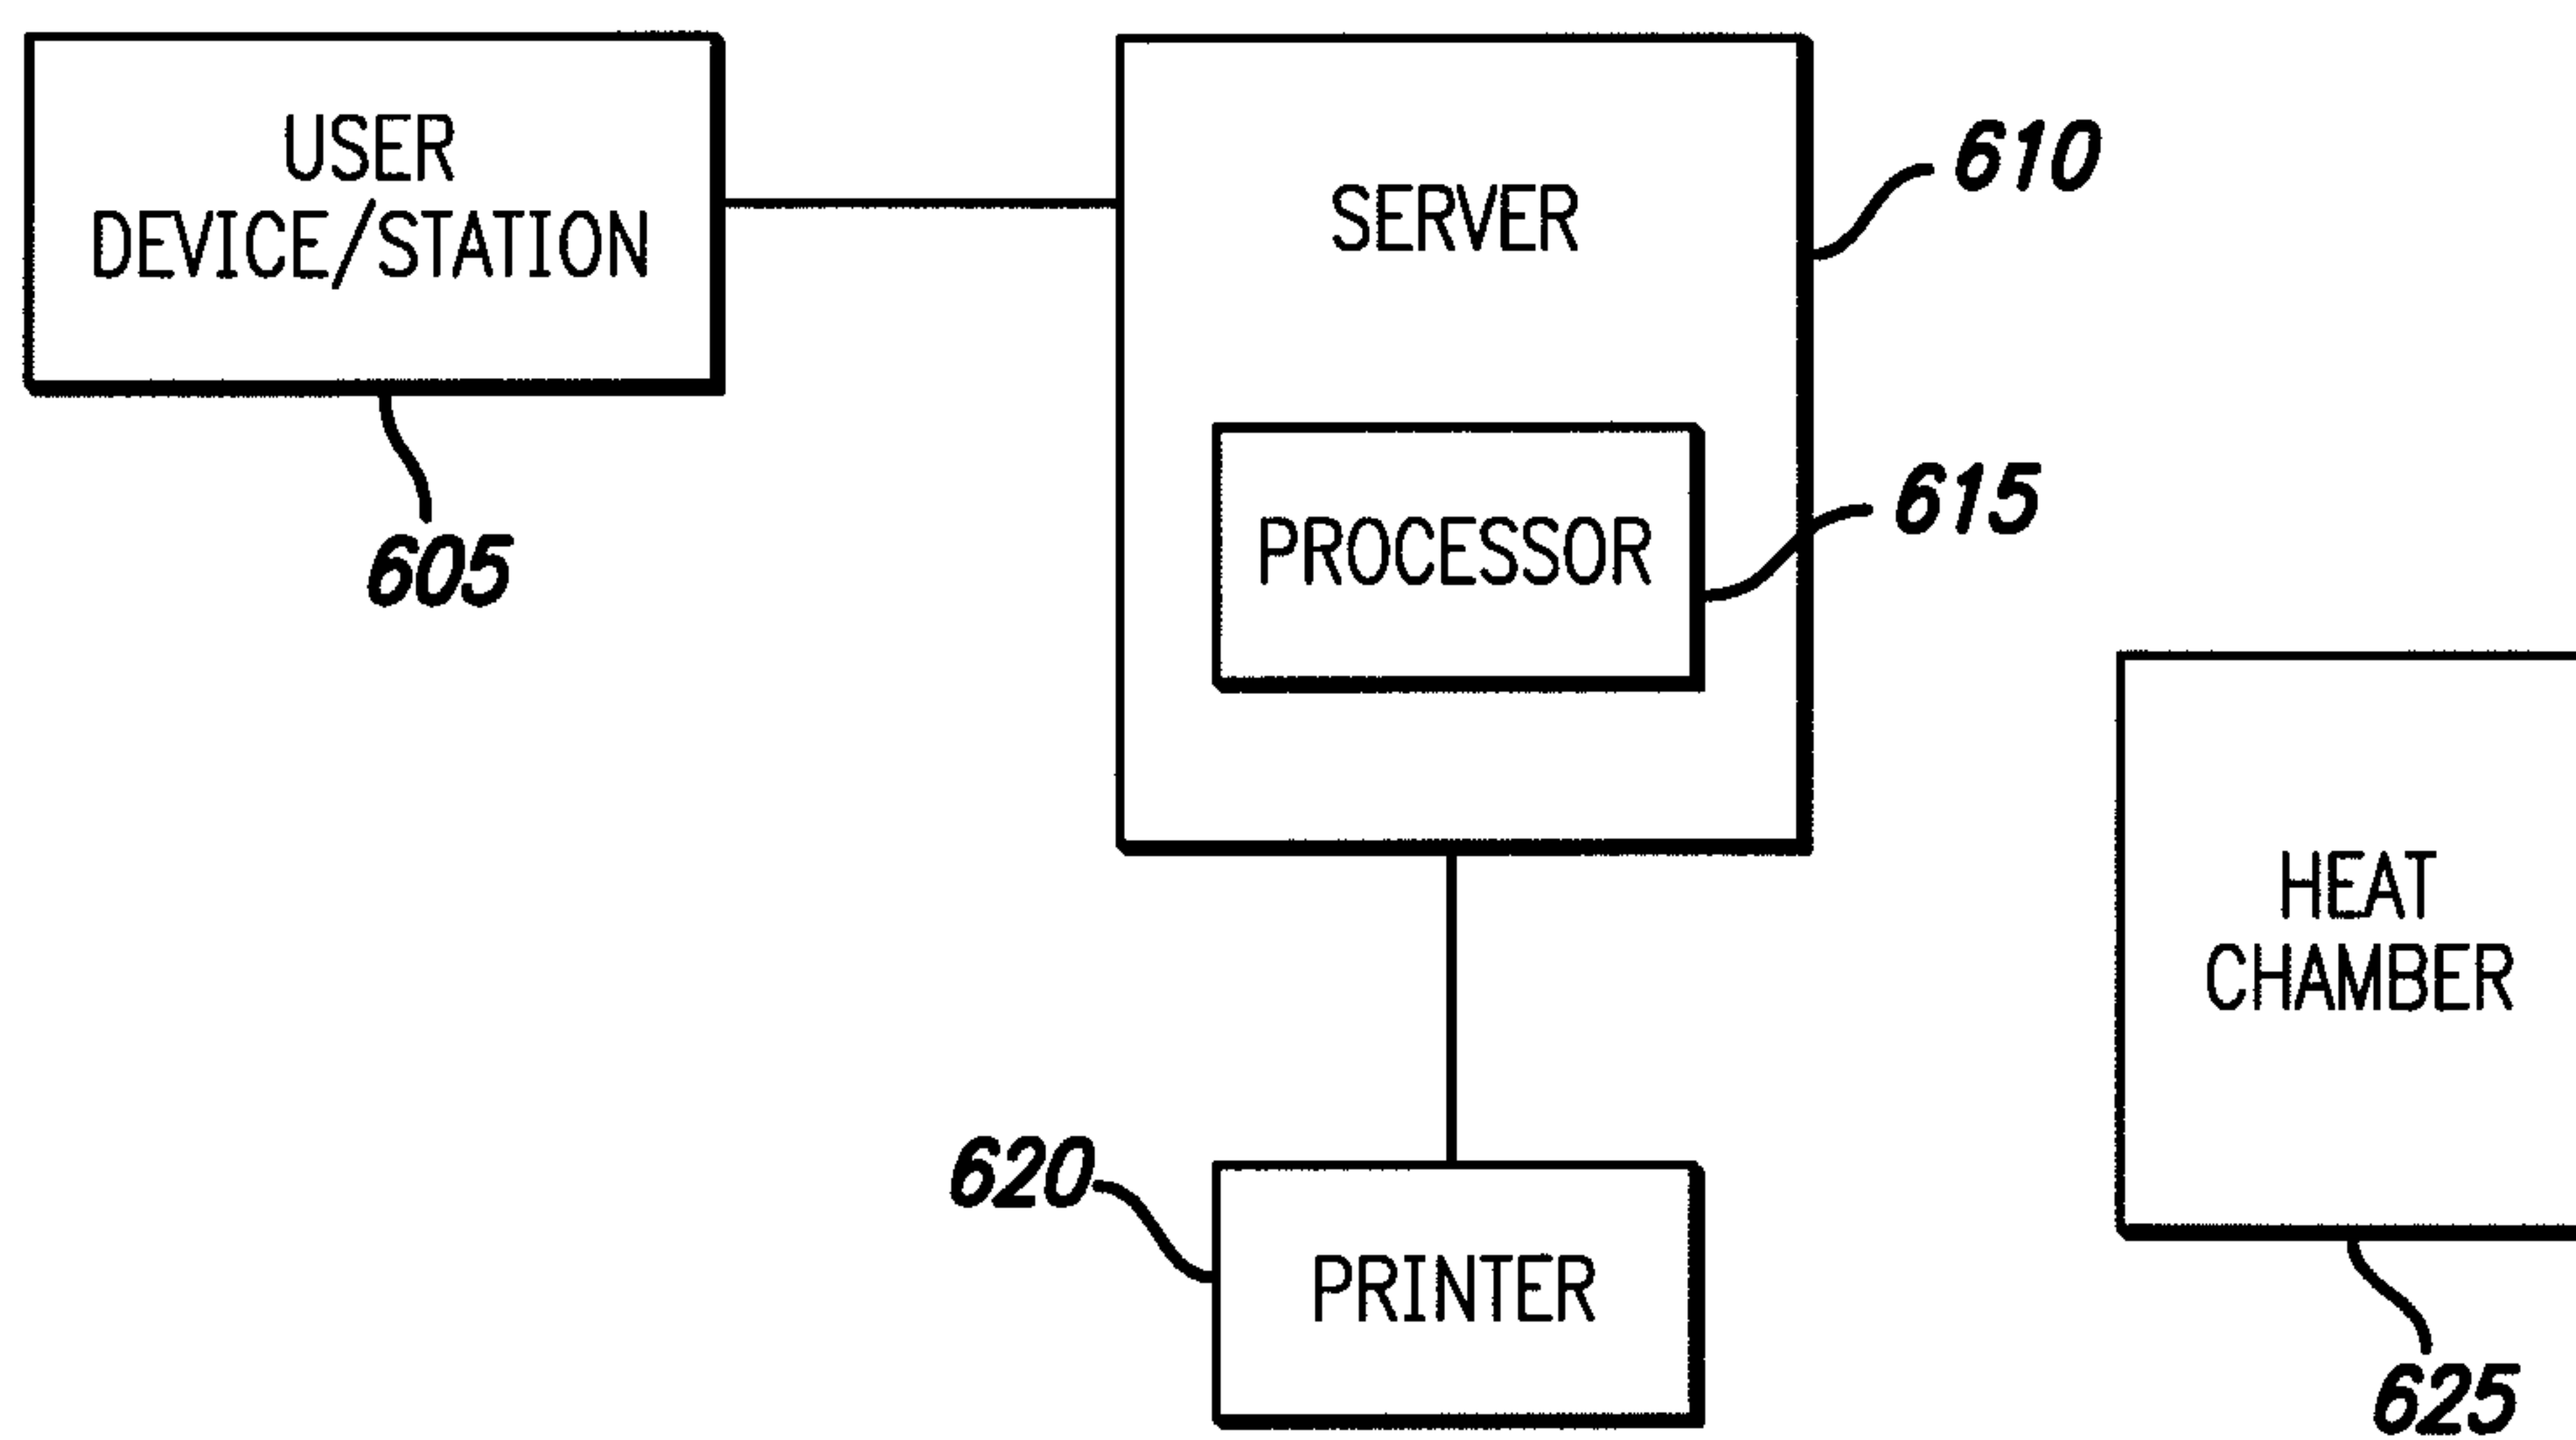 USER
DEVICE/STATION
605
SERVER
610
PROCESSOR
615
HEAT
CHAMBER
625
620
PRINTER